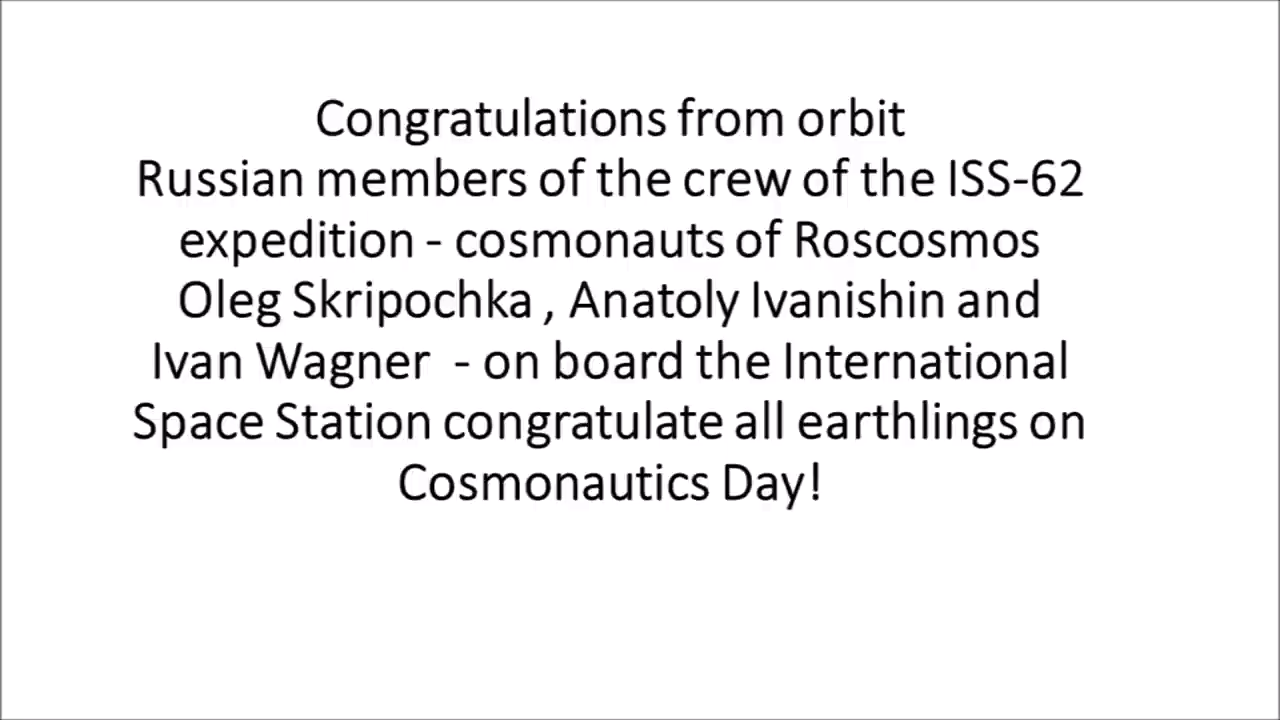 Congratulations from orbit
Russian members of the crew of the ISS-62
expedition - cosmonauts of Roscosmos
Oleg Skripochka , Anatoly Ivanishin and
Ivan Wagner  - on board the International
Space Station congratulate all earthlings on
Cosmonautics Day!